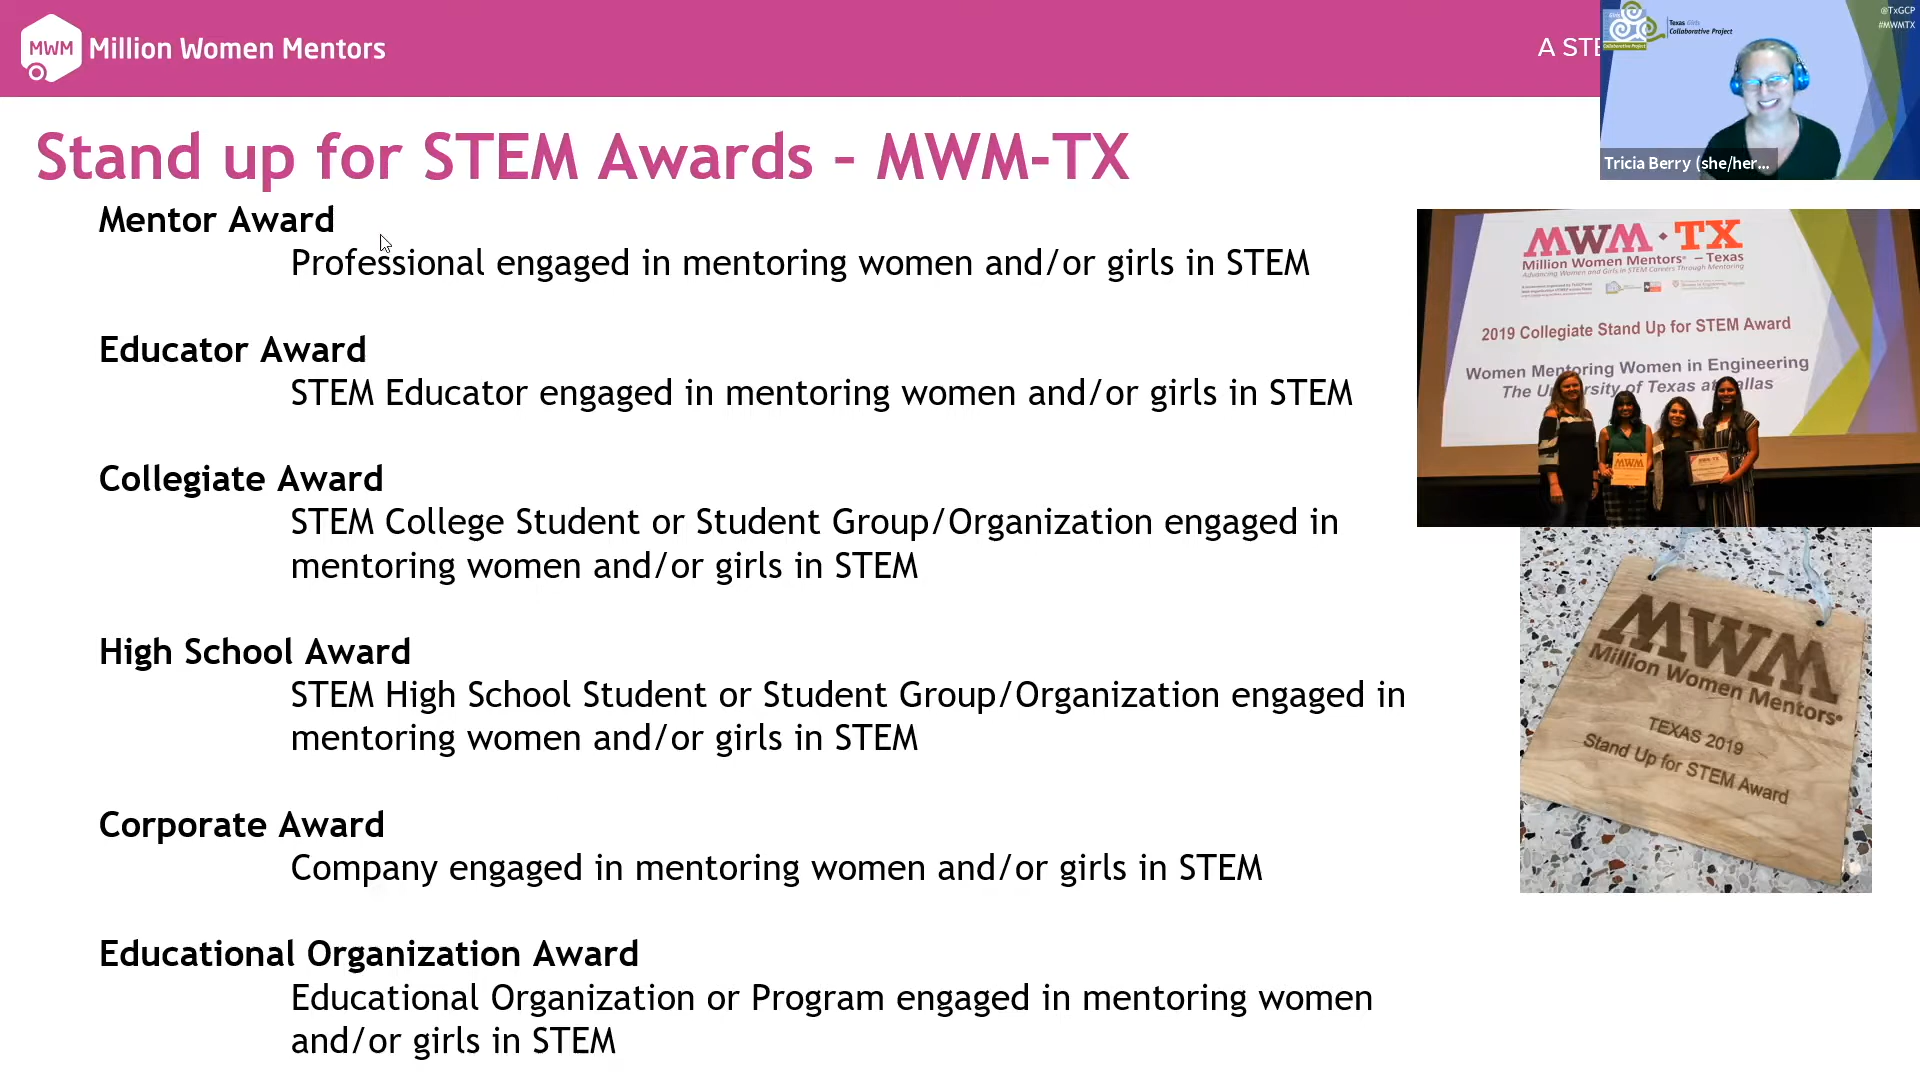 MWM
Million Women Mentors
A STE
@TxGCP
#MWMTX
Texas Girls
Collaborative Project
Tricia Berry (she/her...
Stand up for STEM Awards – MWM-TX
Mentor Award
Professional engaged in mentoring women and/or girls in STEM
Educator Award
STEM Educator engaged in mentoring women and/or girls in STEM
Collegiate Award
STEM College Student or Student Group/Organization engaged in
mentoring women and/or girls in STEM
High School Award
STEM High School Student or Student Group/Organization engaged in
mentoring women and/or girls in STEM
Corporate Award
Company engaged in mentoring women and/or girls in STEM
Educational Organization Award
Educational Organization or Program engaged in mentoring women
and/or girls in STEM
MWM • TX
Million Women Mentors® – Texas
Advancing Women and Girls in STEM Careers Through Mentoring
2019 Collegiate Stand Up for STEM Award
Women Mentoring Women in Engineering
The University of Texas at Dallas
MWM
MWM
Million Women Mentors®
TEXAS 2019
Stand Up for STEM Award